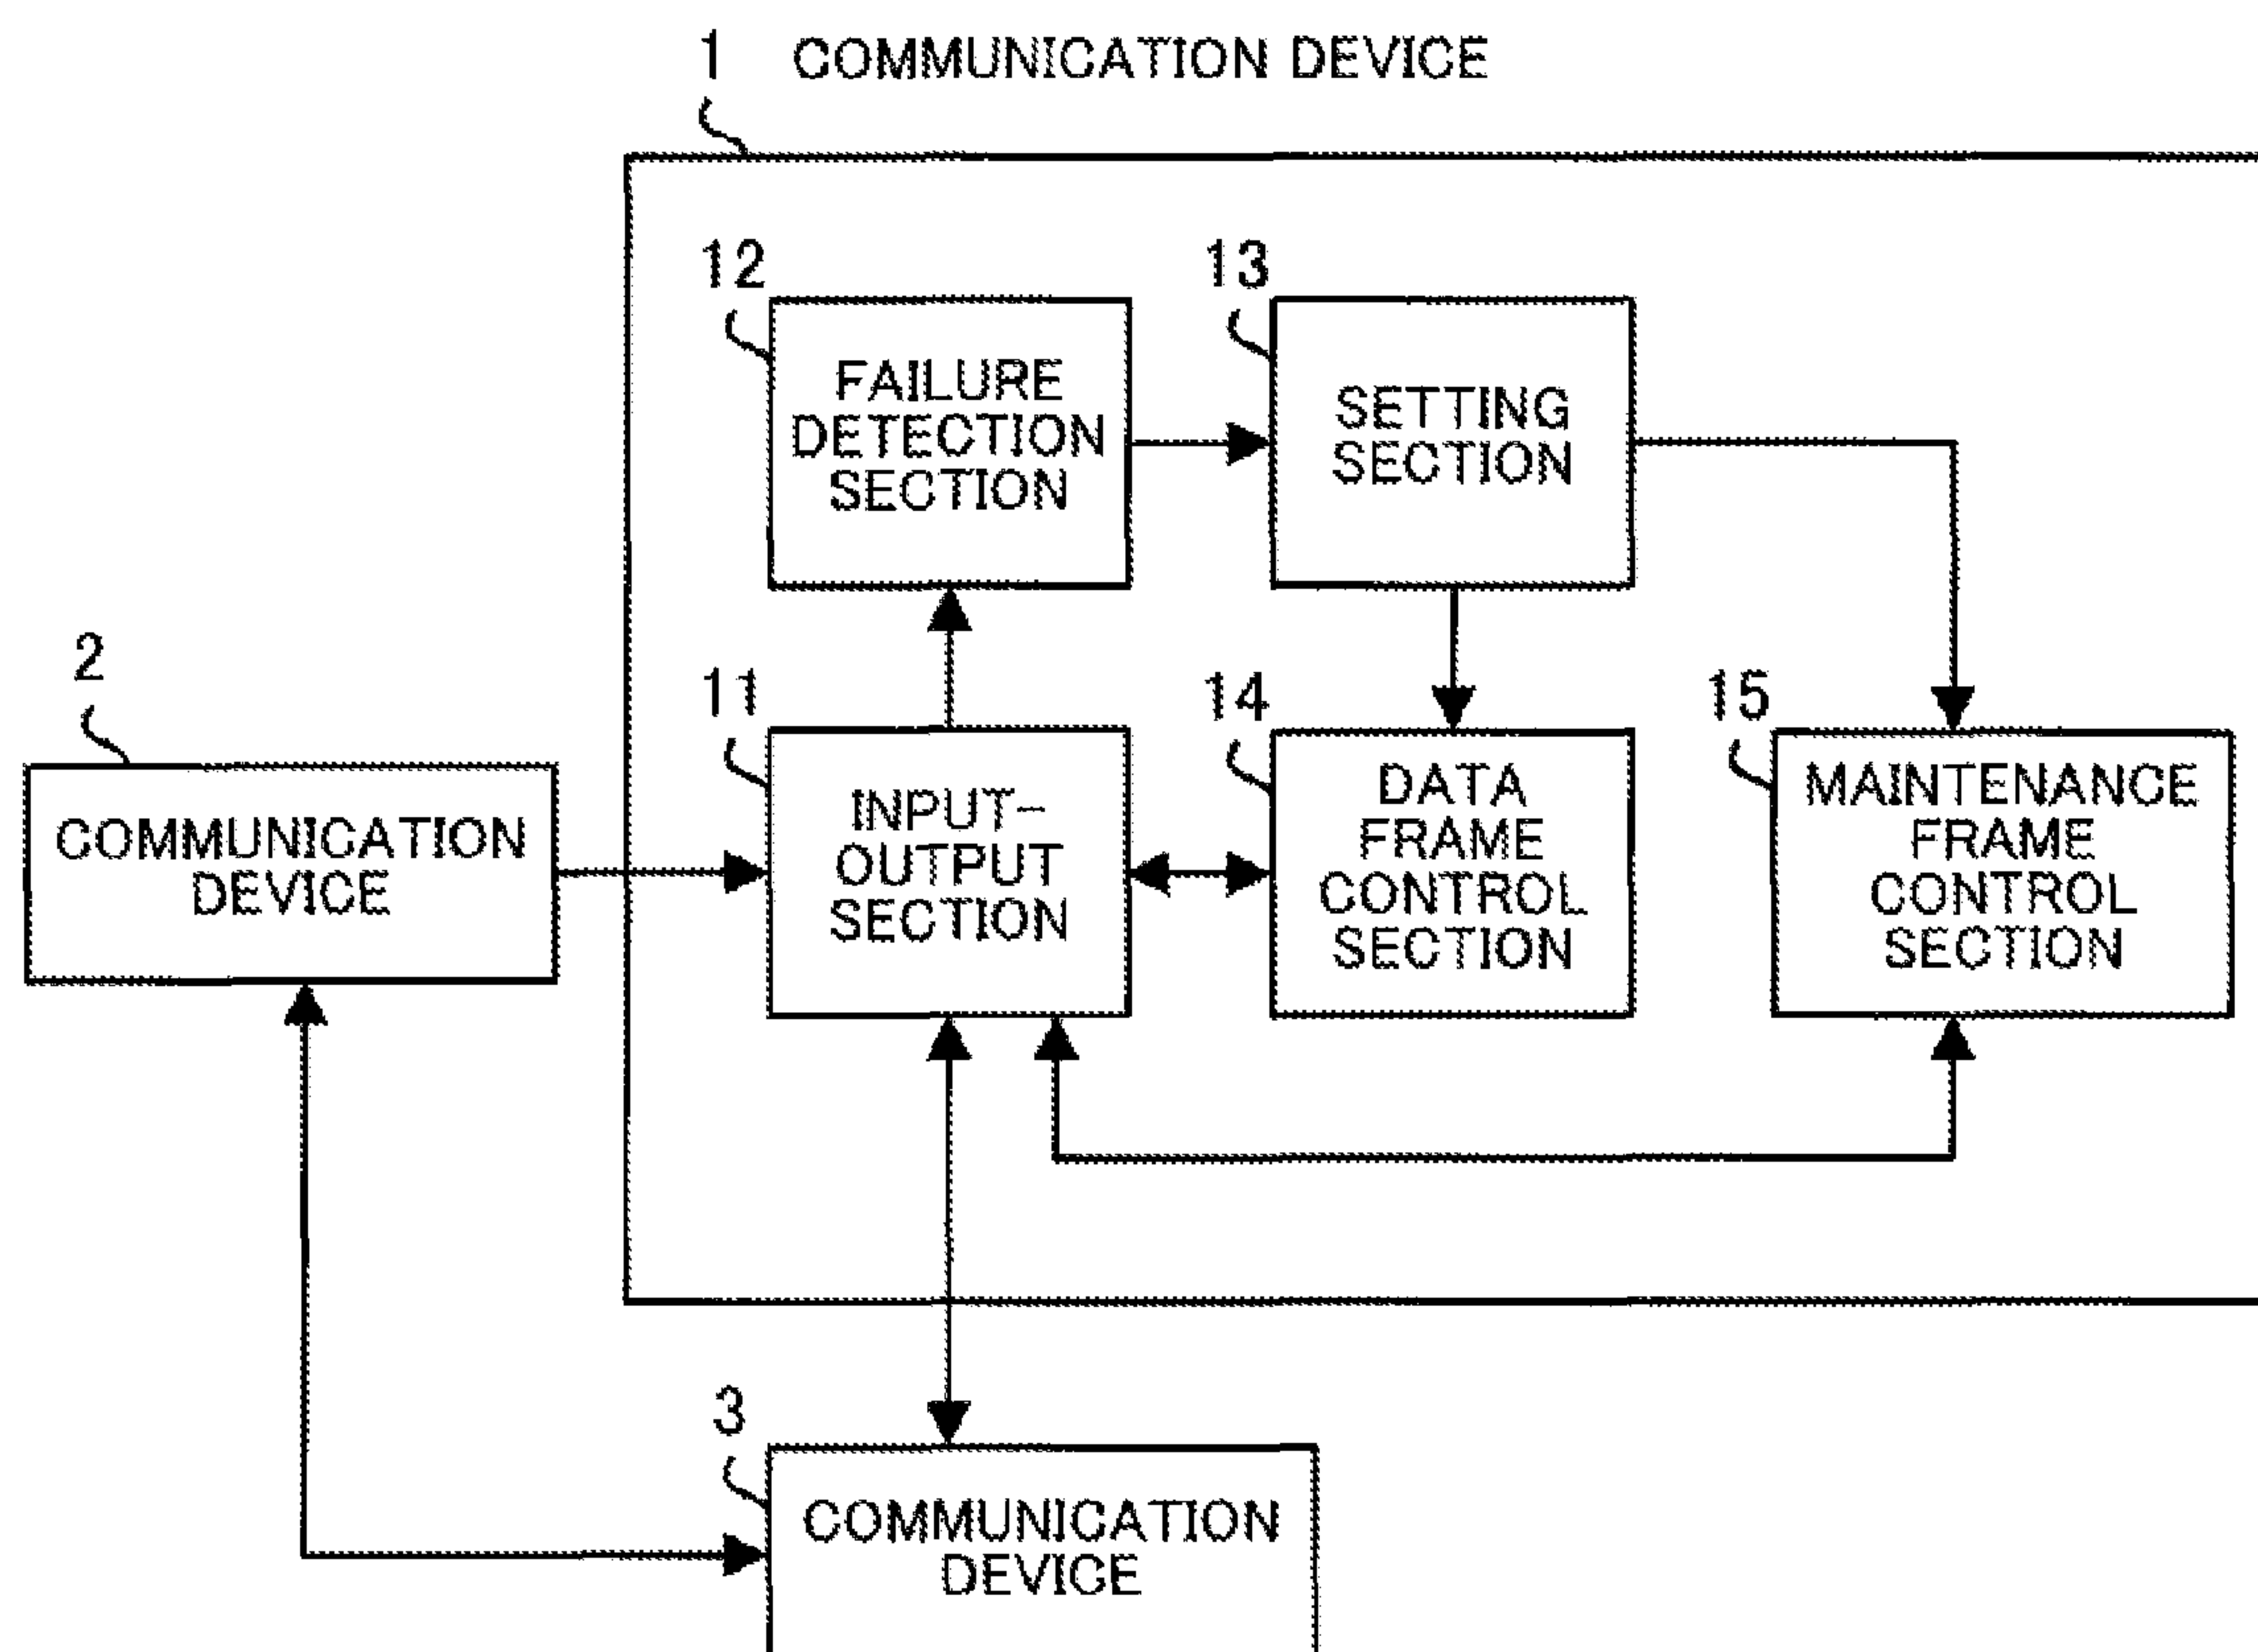 1 COMMUNICATION DEVICE
12
FAILURE
DETECTION
SECTION
13
SETTING
SECTION
2
COMMUNICATION
DEVICE
11
INPUT-
OUTPUT
SECTION
14
DATA
FRAME
CONTROL
SECTION
15
MAINTENANCE
FRAME
CONTROL
SECTION
3
COMMUNICATION
DEVICE